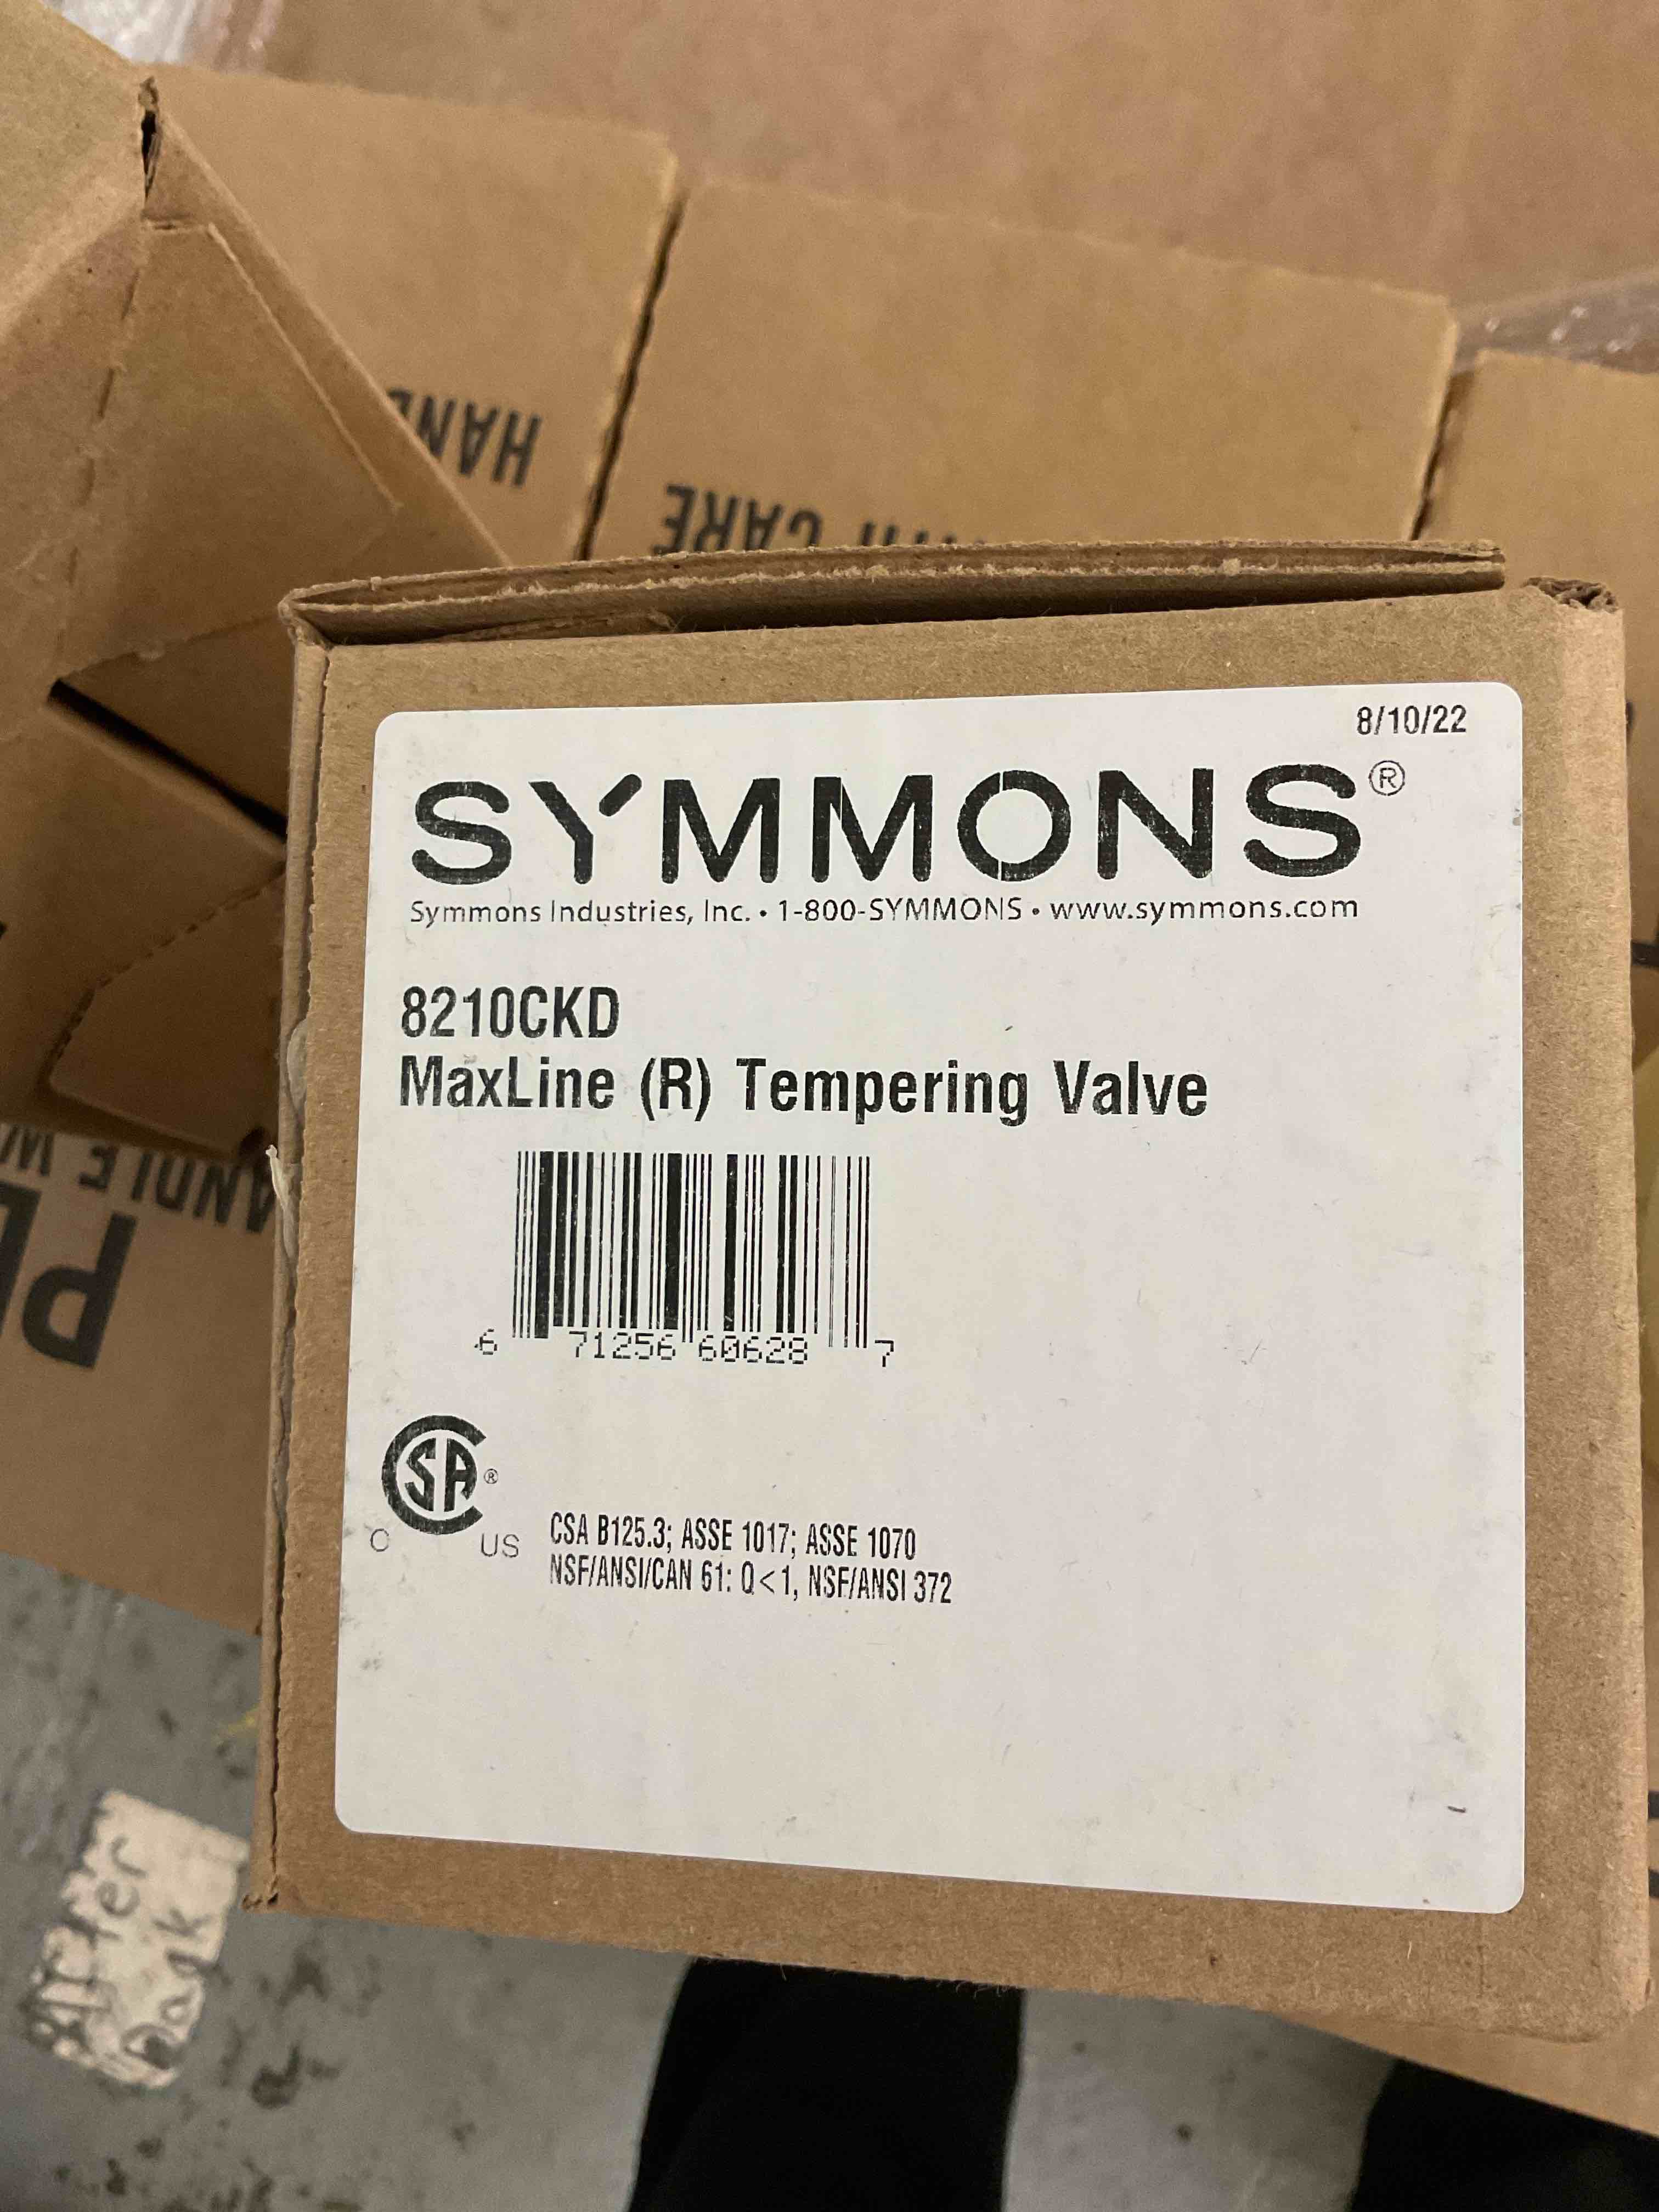 HAN
CARE
8/10/22
SYMMONS®
Symmons Industries, Inc. • 1-800-SYMMONS • www.symmons.com
8210CKD
MaxLine (R) Tempering Valve
6 71256 60628 7
CSA®
C US
CSA B125.3; ASSE 1017; ASSE 1070
NSF/ANSI/CAN 61: Q<1, NSF/ANSI 372